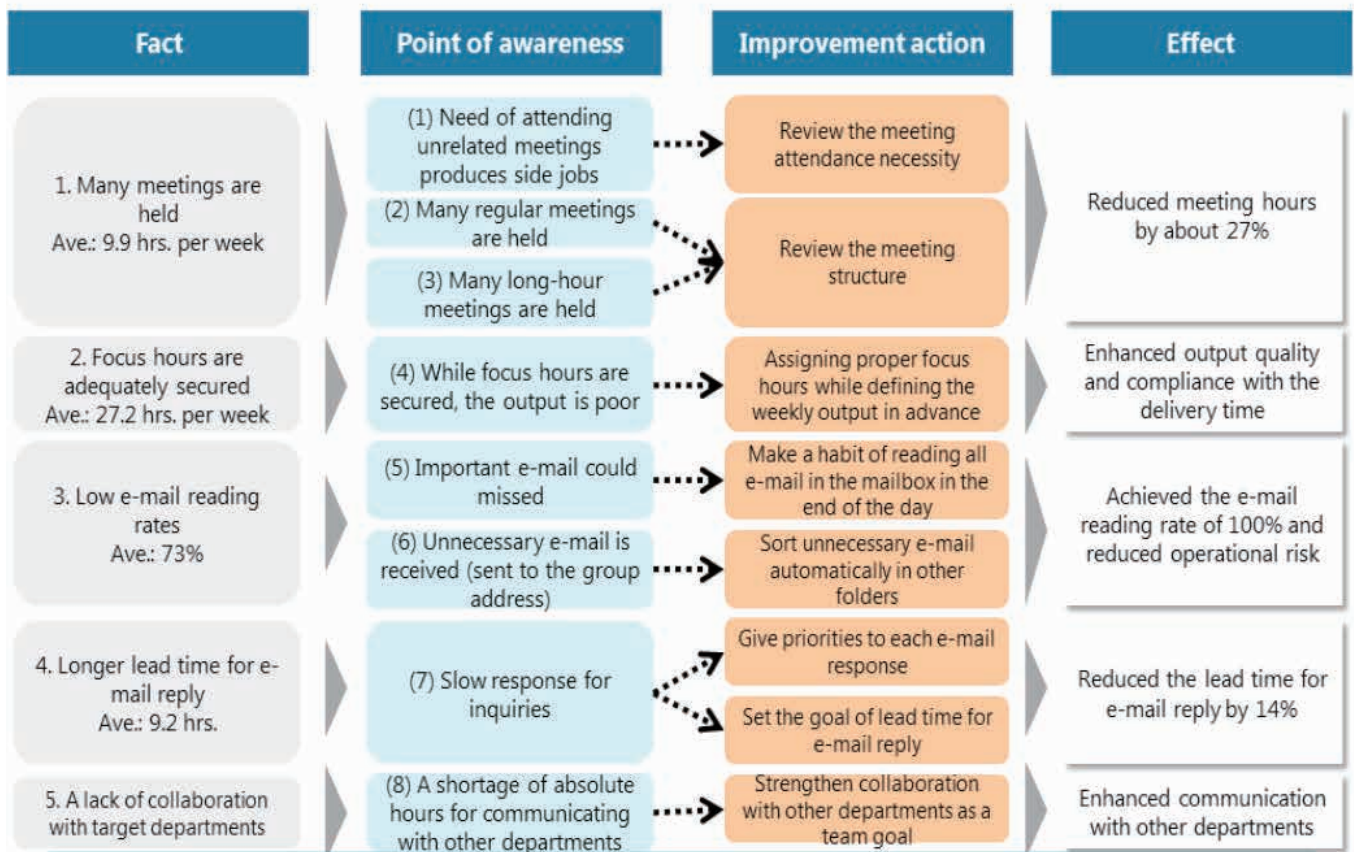 Fact
Point of awareness
Improvement action
Effect
1. Many meetings are
held
Ave.: 9.9 hrs. per week
(1) Need of attending
unrelated meetings
produces side jobs
(2) Many regular meetings
are held
(3) Many long-hour
meetings are held
Review the meeting
attendance necessity
Review the meeting
structure
Reduced meeting hours
by about 27%
2. Focus hours are
adequately secured
Ave.: 27.2 hrs. per week
(4) While focus hours are
secured, the output is poor
Assigning proper focus
hours while defining the
weekly output in advance
Enhanced output quality
and compliance with the
delivery time
3. Low e-mail reading
rates
Ave.: 73%
(5) Important e-mail could
missed
(6) Unnecessary e-mail is
received (sent to the group
address)
Make a habit of reading all
e-mail in the mailbox in the
end of the day
Sort unnecessary e-mail
automatically in other
folders
Achieved the e-mail
reading rate of 100% and
reduced operational risk
4. Longer lead time for e-
mail reply
Ave.: 9.2 hrs.
(7) Slow response for
inquiries
Give priorities to each e-mail
response
Set the goal of lead time for
e-mail reply
Reduced the lead time for
e-mail reply by 14%
5. A lack of collaboration
with target departments
(8) A shortage of absolute
hours for communicating
with other departments
Strengthen collaboration
with other departments as a
team goal
Enhanced communication
with other departments